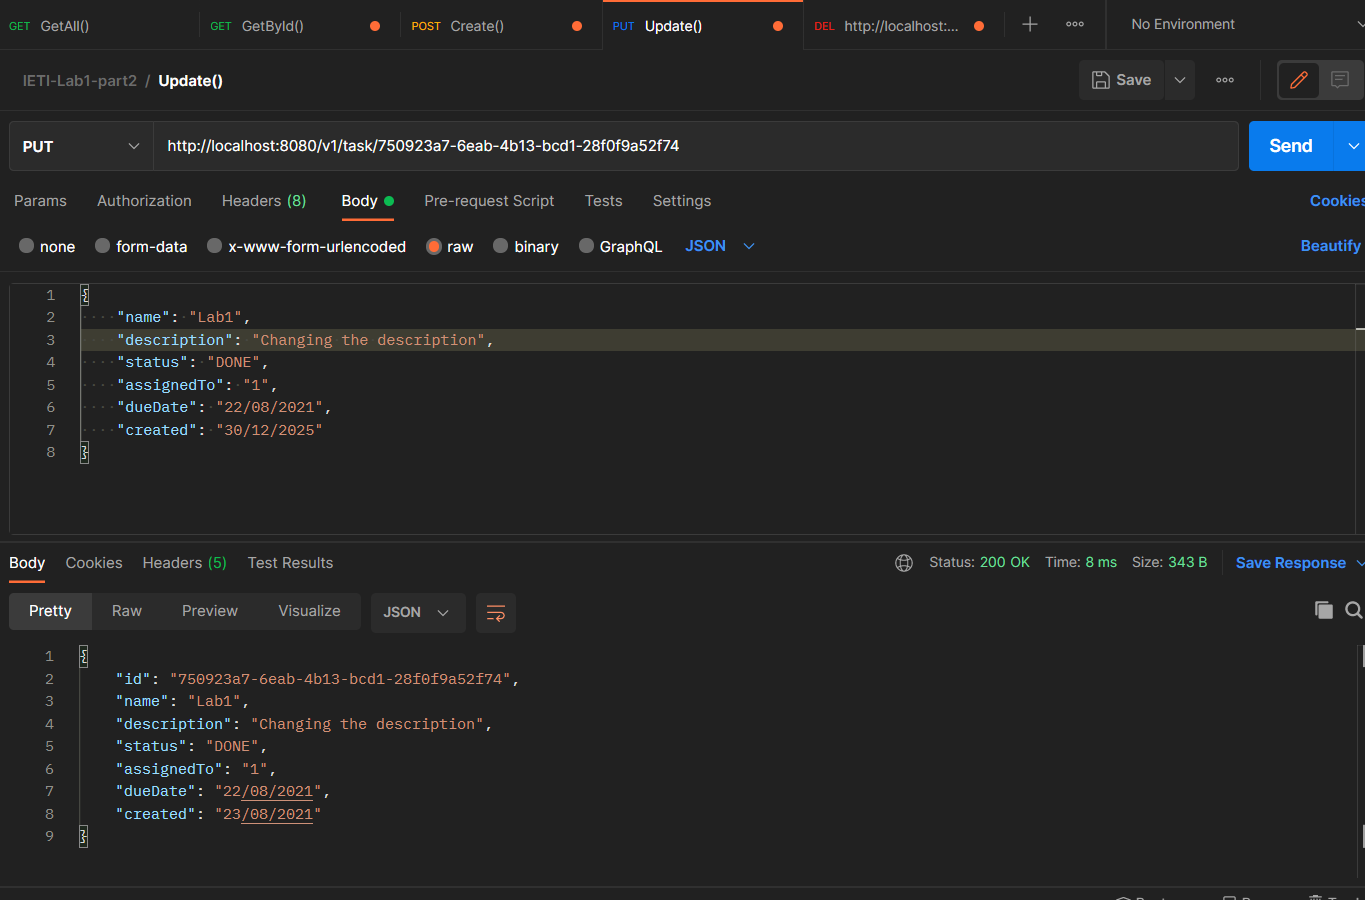 GET GetAll() GET GetById() POST Create() PUT Update() DEL http://localhost:... + ooo No Environment
IETI-Lab1-part2 / Update() Save ooo
PUT http://localhost:8080/v1/task/750923a7-6eab-4b13-bcd1-28f0f9a52f74 Send
Params Authorization Headers (8) Body Pre-request Script Tests Settings Cookies
none form-data x-www-form-urlencoded raw binary GraphQL JSON Beautify
1 {
2 "name": "Lab1",
3 "description": "Changing the description",
4 "status": "DONE",
5 "assignedTo": "1",
6 "dueDate": "22/08/2021",
7 "created": "30/12/2025"
8 }
Body Cookies Headers (5) Test Results Status: 200 OK Time: 8 ms Size: 343 B Save Response
Pretty Raw Preview Visualize JSON
1 {
2 "id": "750923a7-6eab-4b13-bcd1-28f0f9a52f74",
3 "name": "Lab1",
4 "description": "Changing the description",
5 "status": "DONE",
6 "assignedTo": "1",
7 "dueDate": "22/08/2021",
8 "created": "23/08/2021"
9 }